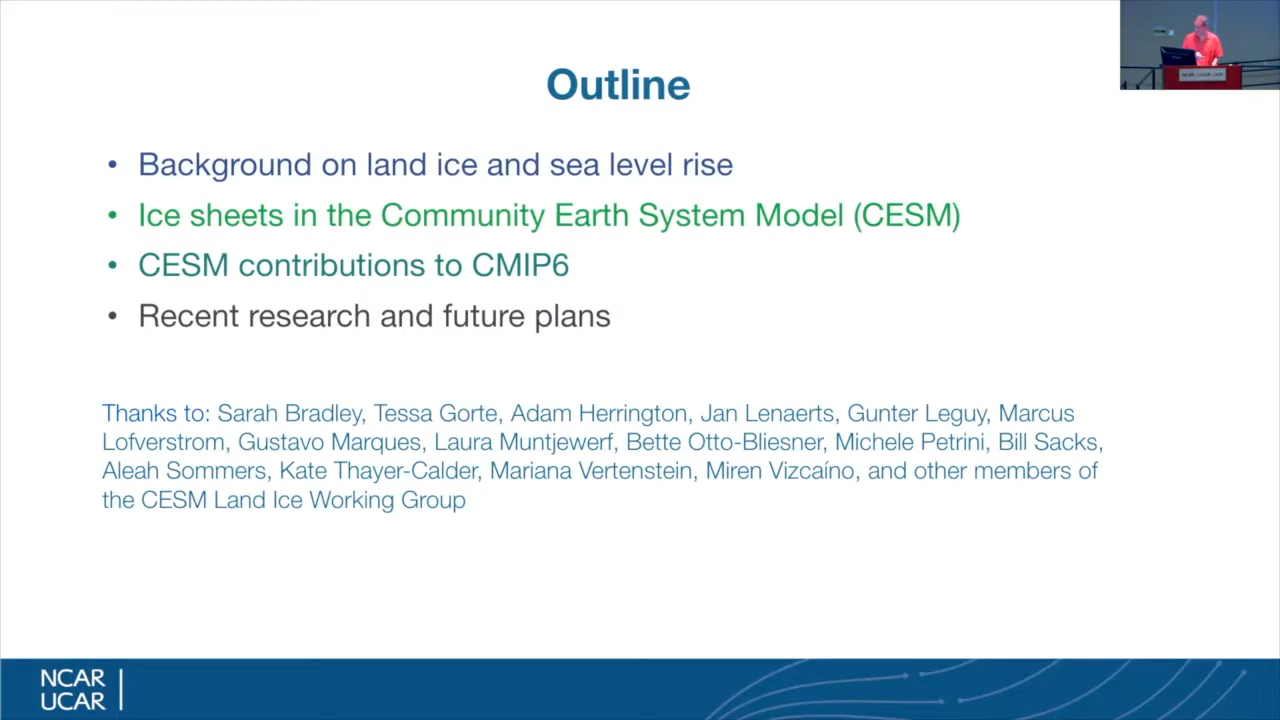 Outline
• Background on land ice and sea level rise
• Ice sheets in the Community Earth System Model (CESM)
• CESM contributions to CMIP6
• Recent research and future plans
Thanks to: Sarah Bradley, Tessa Gorte, Adam Herrington, Jan Lenaerts, Gunter Leguy, Marcus
Lofverstrom, Gustavo Marques, Laura Muntjewerf, Bette Otto-Bliesner, Michele Petrini, Bill Sacks,
Aleah Sommers, Kate Thayer-Calder, Mariana Vertenstein, Miren Vizcaíno, and other members of
the CESM Land Ice Working Group
NCAR
UCAR